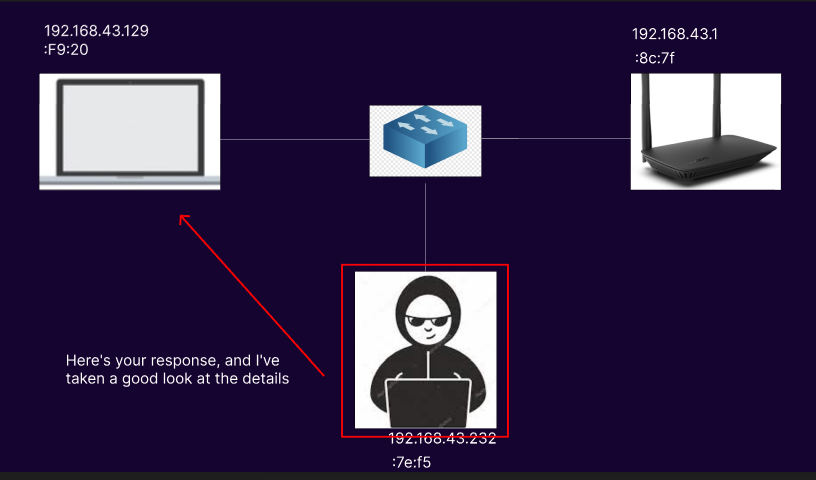 192.168.43.129
:F9:20
192.168.43.1
:8c:7f
Here's your response, and I've
taken a good look at the details
192.168.43.232
:7e:f5